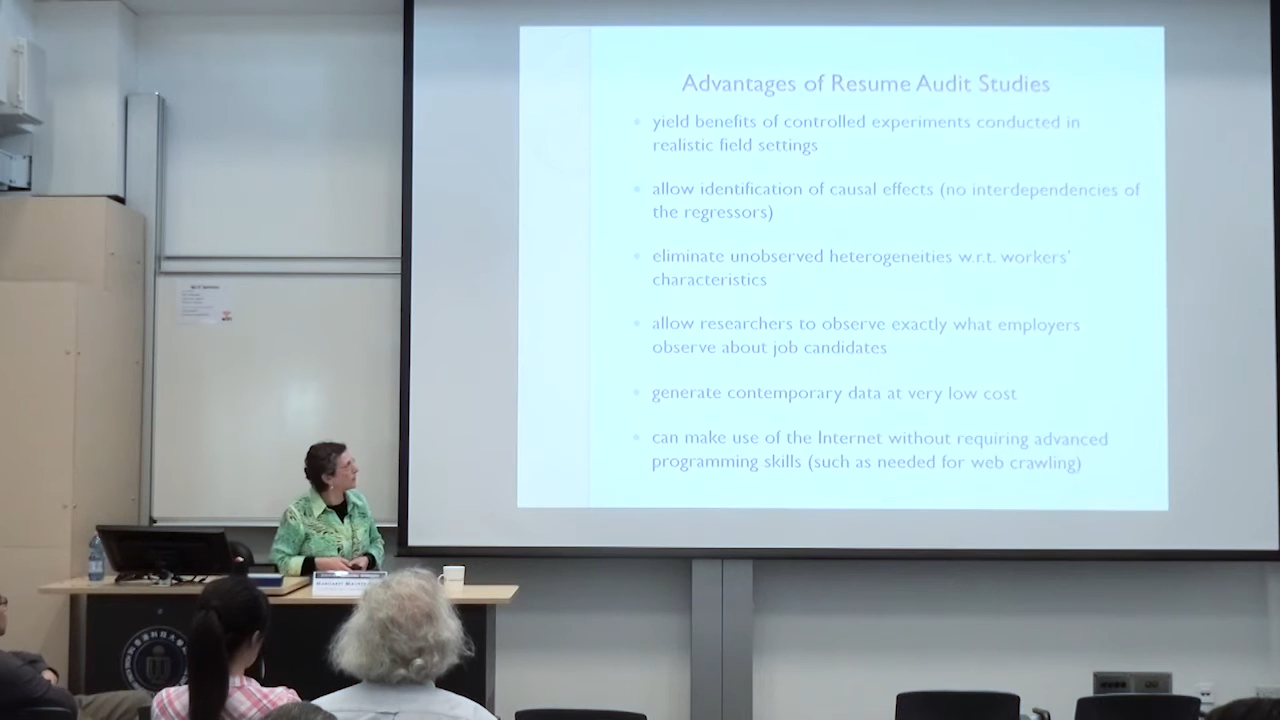 Advantages of Resume Audit Studies
yield benefits of controlled experiments conducted in
realistic field settings
allow identification of causal effects (no interdependencies of
the regressors)
eliminate unobserved heterogeneities w.r.t. workers'
characteristics
allow researchers to observe exactly what employers
observe about job candidates
generate contemporary data at very low cost
can make use of the Internet without requiring advanced
programming skills (such as needed for web crawling)